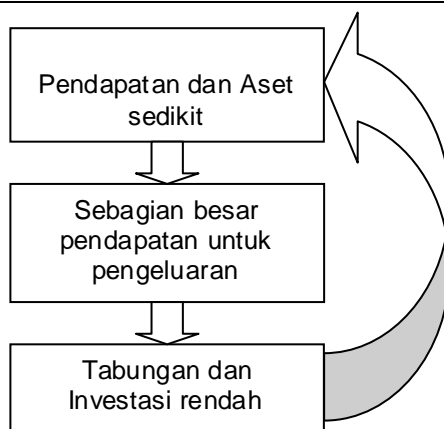 Pendapatan dan Aset
sedikit
Sebagian besar
pendapatan untuk
pengeluaran
Tabungan dan
Investasi rendah